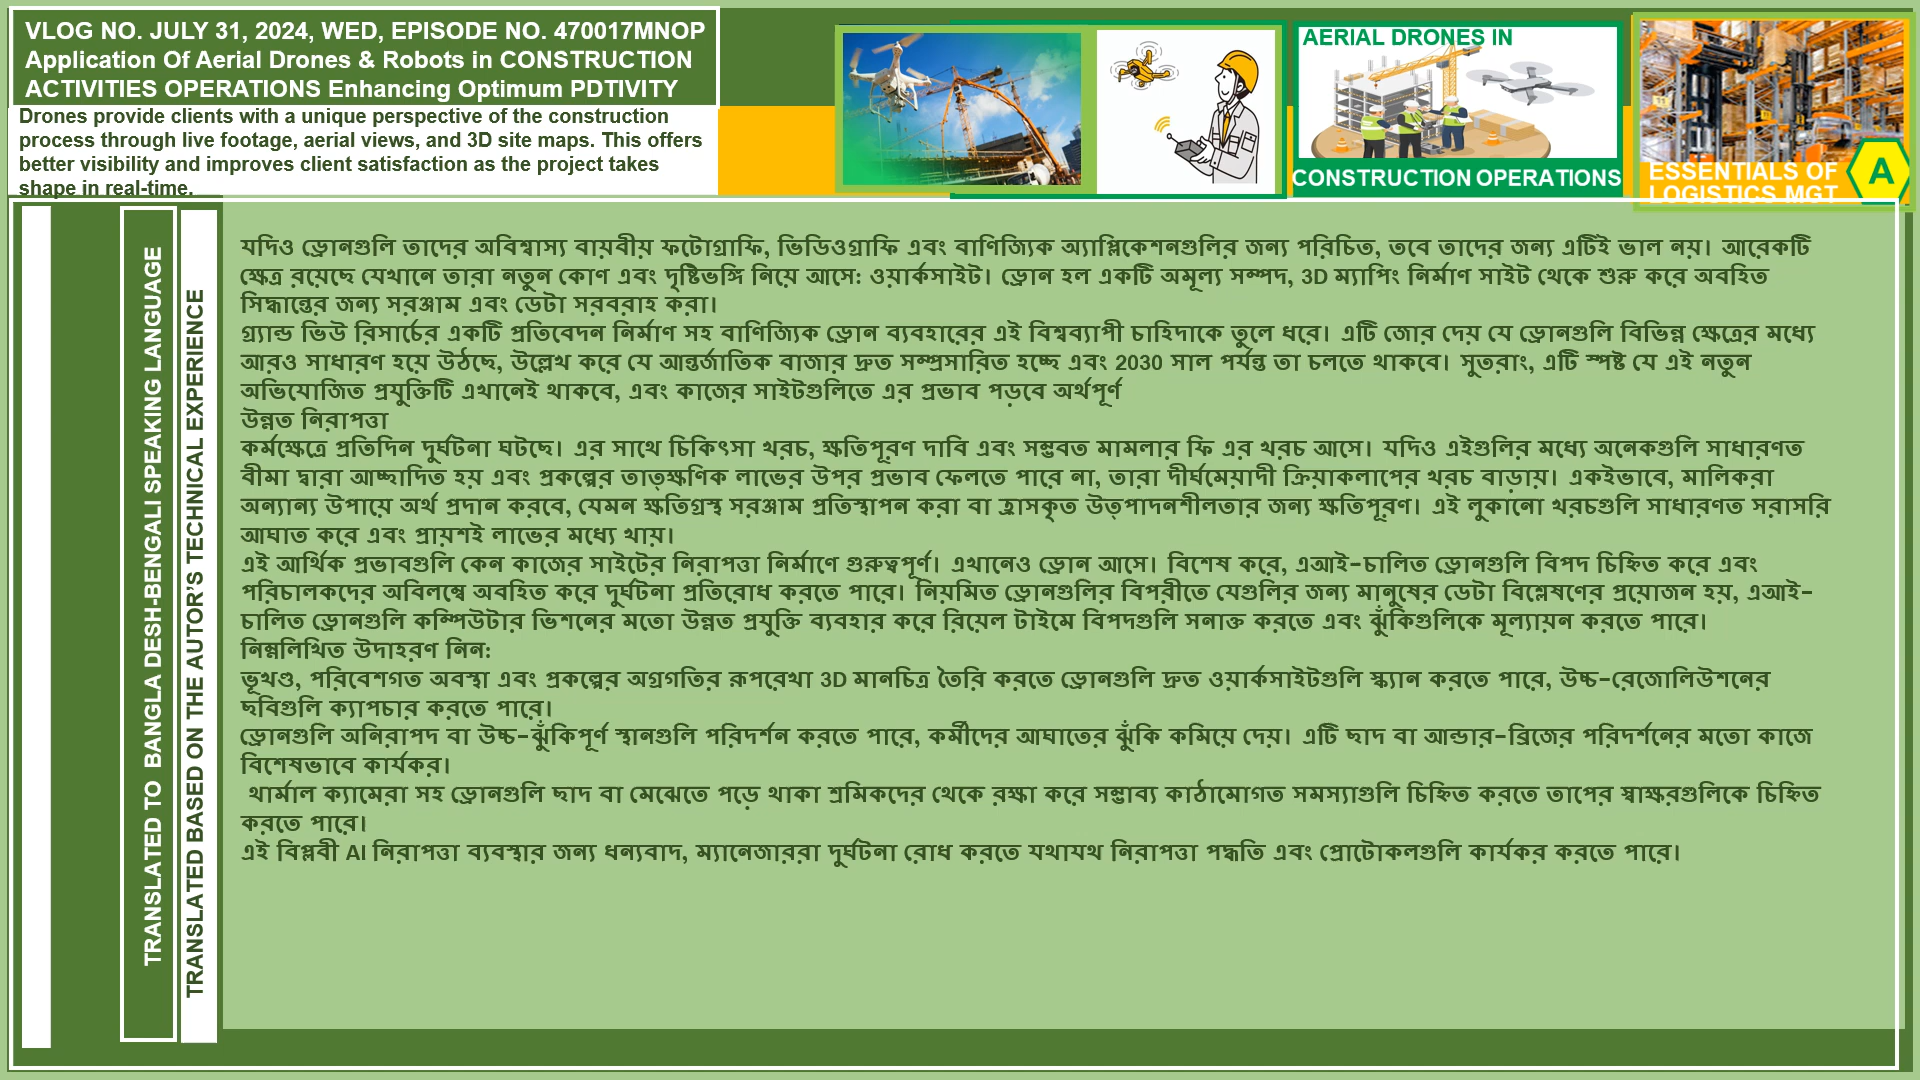 VLOG NO. JULY 31, 2024, WED, EPISODE NO. 470017MNOP
Application Of Aerial Drones & Robots in CONSTRUCTION
ACTIVITIES OPERATIONS Enhancing Optimum PDTIVITY
Drones provide clients with a unique perspective of the construction
process through live footage, aerial views, and 3D site maps. This offers
better visibility and improves client satisfaction as the project takes
shape in real-time.
AERIAL DRONES IN
CONSTRUCTION OPERATIONS
ESSENTIALS OF
LOGISTICS MGT
A
TRANSLATED TO BANGLA DESH-BENGALI SPEAKING LANGUAGE
TRANSLATED BASED ON THE AUTOR'S TECHNICAL EXPERIENCE
যদিও ড্রোনগুলি তাদের অবিশ্বাস্য বায়বীয় ফটোগ্রাফি, ভিডিওগ্রাফি এবং বাণিজ্যিক অ্যাপ্লিকেশনগুলির জন্য পরিচিত, তবে তাদের জন্য এটিই ভাল নয়। আরেকটি
ক্ষেত্র রয়েছে যেখানে তারা নতুন কোণ এবং দৃষ্টিভঙ্গি নিয়ে আসে: ওয়ার্কসাইট। ড্রোন হল একটি অমূল্য সম্পদ, 3D ম্যাপিং নির্মাণ সাইট থেকে শুরু করে অবহিত
সিদ্ধান্তের জন্য সরঞ্জাম এবং ডেটা সরবরাহ করা।
গ্র্যান্ড ভিউ রিসার্চের একটি প্রতিবেদন নির্মাণ সহ বাণিজ্যিক ড্রোন ব্যবহারের এই বিশ্বব্যাপী চাহিদাকে তুলে ধরে। এটি জোর দেয় যে ড্রোনগুলি বিভিন্ন ক্ষেত্রের মধ্যে
আরও সাধারণ হয়ে উঠছে, উল্লেখ করে যে আন্তর্জাতিক বাজার দ্রুত সম্প্রসারিত হচ্ছে এবং 2030 সাল পর্যন্ত তা চলতে থাকবে। সুতরাং, এটি স্পষ্ট যে এই নতুন
অভিযোজিত প্রযুক্তিটি এখানেই থাকবে, এবং কাজের সাইটগুলিতে এর প্রভাব পড়বে অর্থপূর্ণ
উন্নত নিরাপত্তা
কর্মক্ষেত্রে প্রতিদিন দুর্ঘটনা ঘটছে। এর সাথে চিকিৎসা খরচ, ক্ষতিপূরণ দাবি এবং সম্ভবত মামলার ফি এর খরচ আসে। যদিও এইগুলির মধ্যে অনেকগুলি সাধারণত
বীমা দ্বারা আচ্ছাদিত হয় এবং প্রকল্পের তাত্ক্ষণিক লাভের উপর প্রভাব ফেলতে পারে না, তারা দীর্ঘমেয়াদী ক্রিয়াকলাপের খরচ বাড়ায়। একইভাবে, মালিকরা
অন্যান্য উপায়ে অর্থ প্রদান করবে, যেমন ক্ষতিগ্রস্থ সরঞ্জাম প্রতিস্থাপন করা বা হ্রাসকৃত উত্পাদনশীলতার জন্য ক্ষতিপূরণ। এই লুকানো খরচগুলি সাধারণত সরাসরি
আঘাত করে এবং প্রায়শই লাভের মধ্যে খায়।
এই আর্থিক প্রভাবগুলি কেন কাজের সাইটের নিরাপত্তা নির্মাণে গুরুত্বপূর্ণ। এখানেও ড্রোন আসে। বিশেষ করে, এআই-চালিত ড্রোনগুলি বিপদ চিহ্নিত করে এবং
পরিচালকদের অবিলম্বে অবহিত করে দুর্ঘটনা প্রতিরোধ করতে পারে। নিয়মিত ড্রোনগুলির বিপরীতে যেগুলির জন্য মানুষের ডেটা বিশ্লেষণের প্রয়োজন হয়, এআই-
চালিত ড্রোনগুলি কম্পিউটার ভিশনের মতো উন্নত প্রযুক্তি ব্যবহার করে রিয়েল টাইমে বিপদগুলি সনাক্ত করতে এবং ঝুঁকিগুলিকে মূল্যায়ন করতে পারে।
নিম্নলিখিত উদাহরণ নিন:
ভূখণ্ড, পরিবেশগত অবস্থা এবং প্রকল্পের অগ্রগতির রূপরেখা 3D মানচিত্র তৈরি করতে ড্রোনগুলি দ্রুত ওয়ার্কসাইটগুলি স্ক্যান করতে পারে, উচ্চ-রেজোলিউশনের
ছবিগুলি ক্যাপচার করতে পারে।
ড্রোনগুলি অনিরাপদ বা উচ্চ-ঝুঁকিপূর্ণ স্থানগুলি পরিদর্শন করতে পারে, কর্মীদের আঘাতের ঝুঁকি কমিয়ে দেয়। এটি ছাদ বা আন্ডার-ব্রিজের পরিদর্শনের মতো কাজে
বিশেষভাবে কার্যকর।
থার্মাল ক্যামেরা সহ ড্রোনগুলি ছাদ বা মেঝেতে পড়ে থাকা শ্রমিকদের থেকে রক্ষা করে সম্ভাব্য কাঠামোগত সমস্যাগুলি চিহ্নিত করতে তাপের স্বাক্ষরগুলিকে চিহ্নিত
করতে পারে।
এই বিপ্লবী AI নিরাপত্তা ব্যবস্থার জন্য ধন্যবাদ, ম্যানেজাররা দুর্ঘটনা রোধ করতে যথাযথ নিরাপত্তা পদ্ধতি এবং প্রোটোকলগুলি কার্যকর করতে পারে।